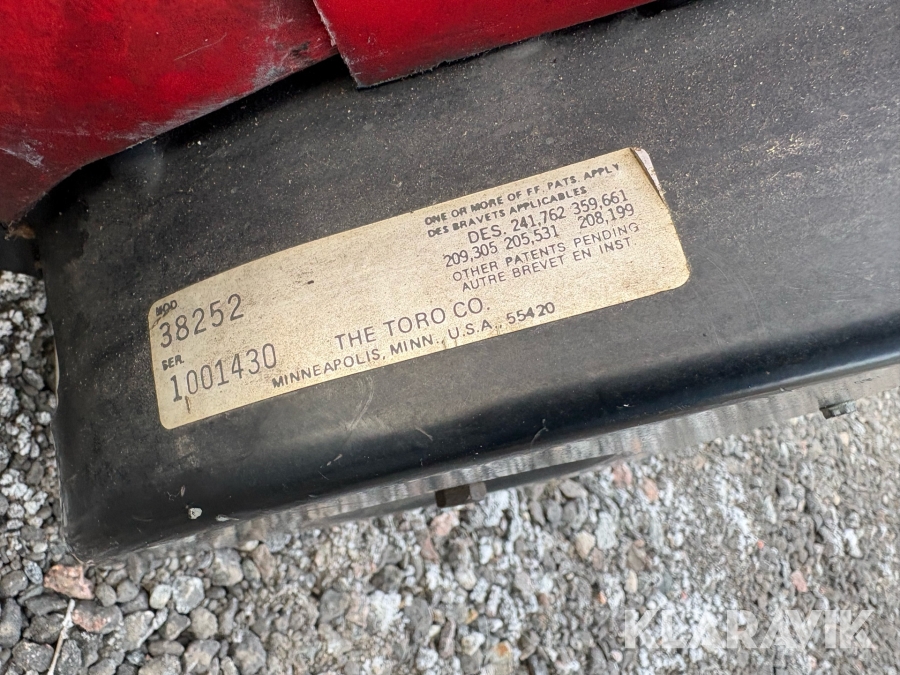 ONE OR MORE OF FF. PATS. APPLY
DES BRAVETS APPLICABLES
DES. 241,762 359,661
209,305 205,531 208,199
OTHER PATENTS PENDING
AUTRE BREVET EN INST.
MOD
38252
SER.
1001430
THE TORO CO.
MINNEAPOLIS, MINN., U.S.A., 55420
KLARAVIK